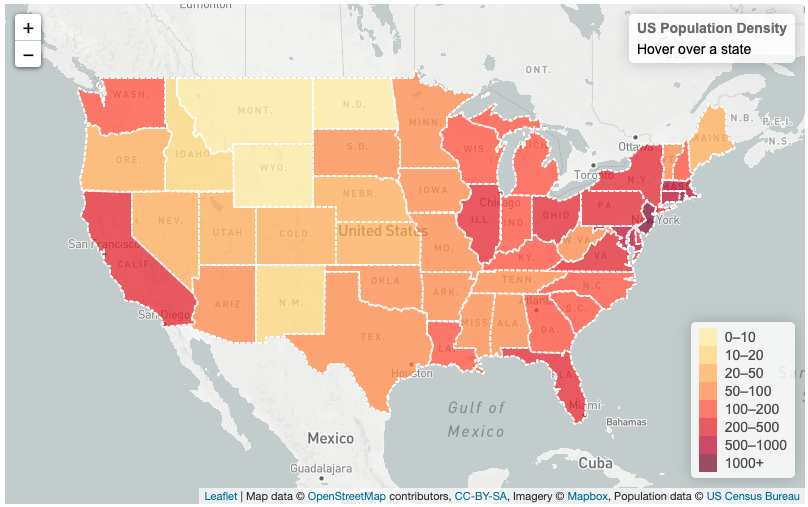 Edmonton
+
−
US Population Density
Hover over a state
ONT.
WASH.
MONT.
N.D.
MINN.
N.B.
P.E.I.
N.S.
MAINE
Ottawa
ORE.
IDAHO
WYO.
S.D.
WIS.
MICH.
Toronto
VT.
N.Y.
MASS.
NEBR.
IOWA
Chicago
ILL.
IND.
OHIO
PA.
New York
NEV.
UTAH
COLO.
United States
MO.
KY.
W.VA.
VA.
San Francisco
CALIF.
ARIZ.
N.M.
OKLA.
ARK.
TENN.
N.C.
Atlanta
S.C.
San Diego
TEX.
MISS.
ALA.
GA.
LA.
FLA.
Houston
Miami
Gulf of
Mexico
Bahamas
Mexico
Cuba
Guadalajara
0–10
10–20
20–50
50–100
100–200
200–500
500–1000
1000+
Leaflet | Map data © OpenStreetMap contributors, CC-BY-SA, Imagery © Mapbox, Population data © US Census Bureau